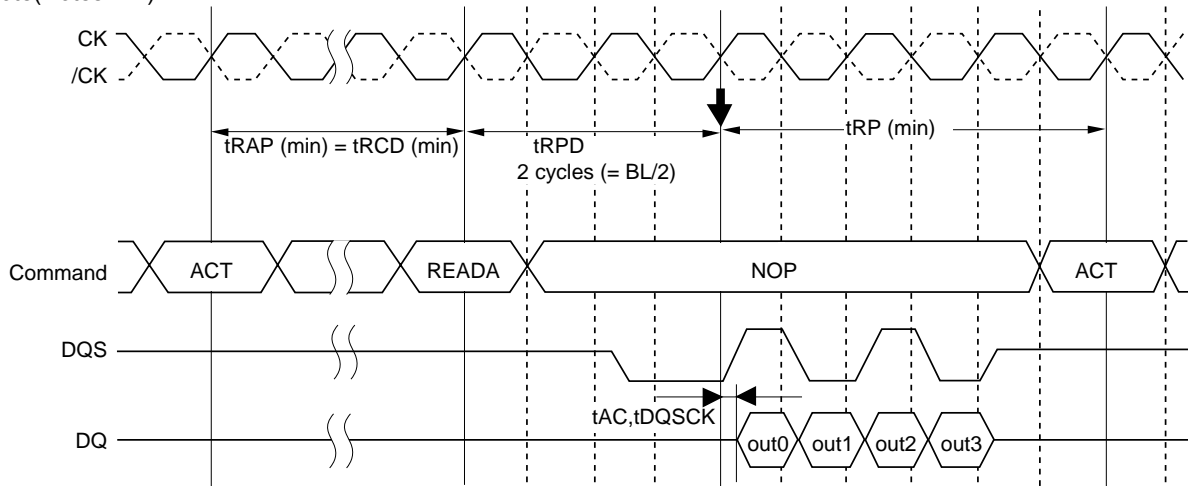 CK
/CK
tRAP (min) = tRCD (min)
tRPD
2 cycles (= BL/2)
tRP (min)
Command
ACT
READA
NOP
ACT
DQS
tAC,tDQSCK
DQ
out0
out1
out2
out3